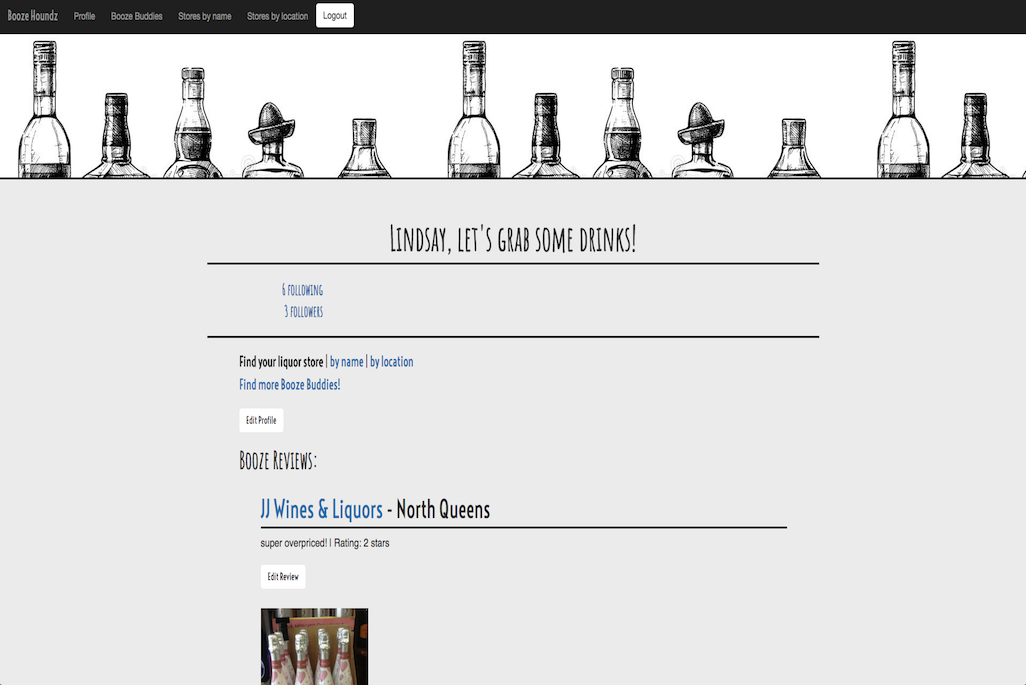 Booze Houndz Profile Booze Buddies Stores by name Stores by location Logout
Lindsay, let's grab some drinks!
6 following
3 followers
Find your liquor store | by name | by location
Find more Booze Buddies!
Edit Profile
Booze Reviews:
JJ Wines & Liquors - North Queens
super overpriced! | Rating: 2 stars
Edit Review